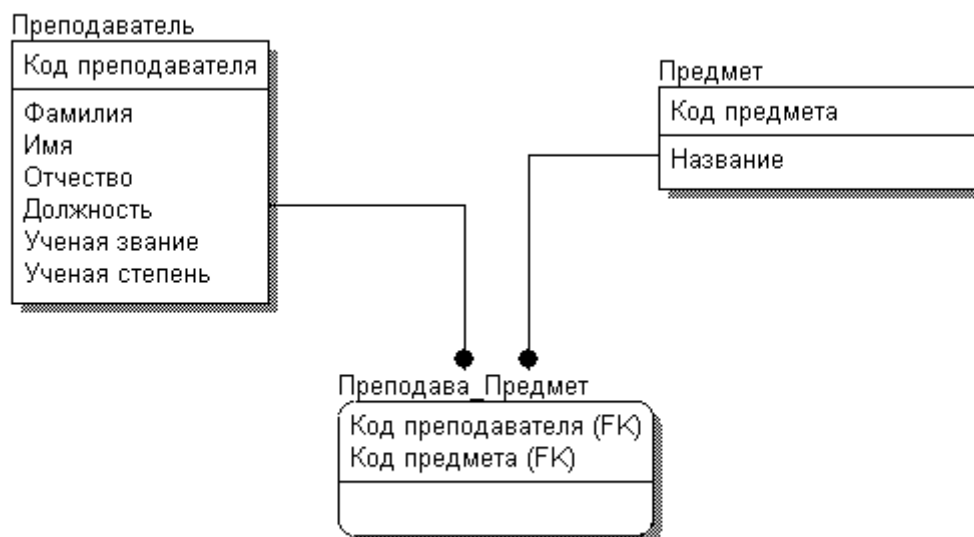 Преподаватель
Код преподавателя
Фамилия
Имя
Отчество
Должность
Ученая звание
Ученая степень
Предмет
Код предмета
Название
Преподава_Предмет
Код преподавателя (FK)
Код предмета (FK)